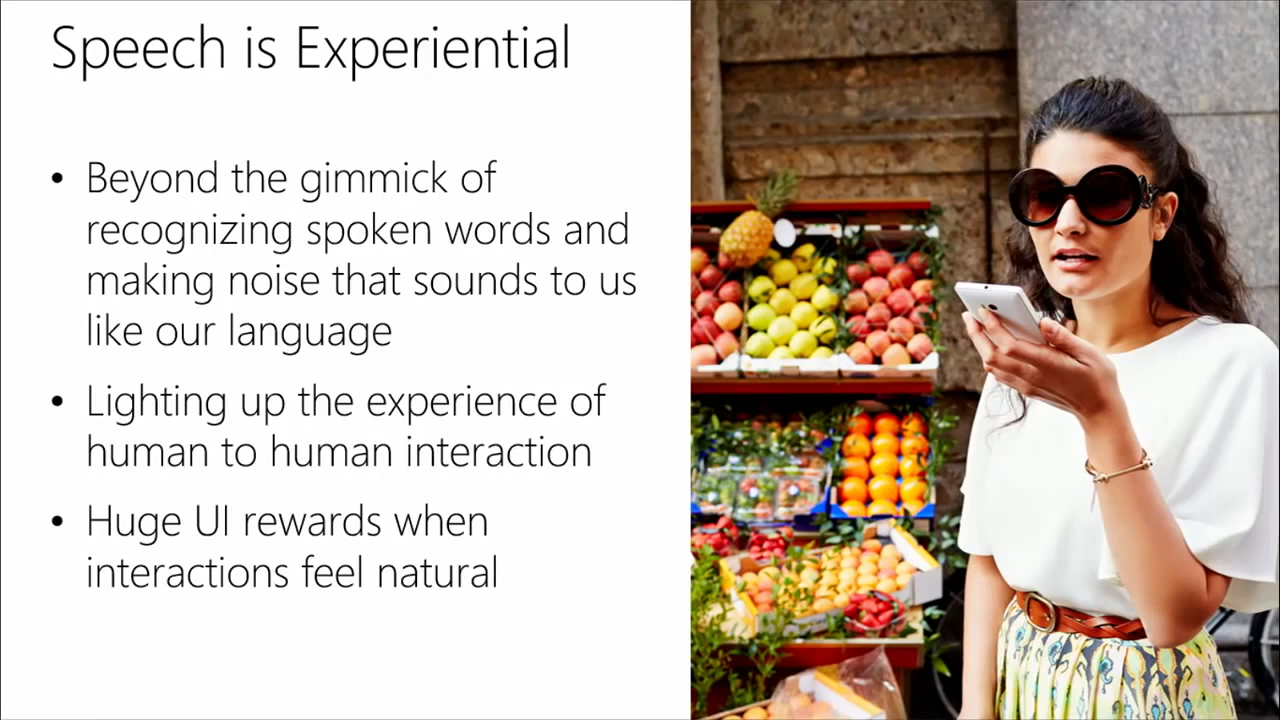 Speech is Experiential
• Beyond the gimmick of
recognizing spoken words and
making noise that sounds to us
like our language
• Lighting up the experience of
human to human interaction
• Huge UI rewards when
interactions feel natural